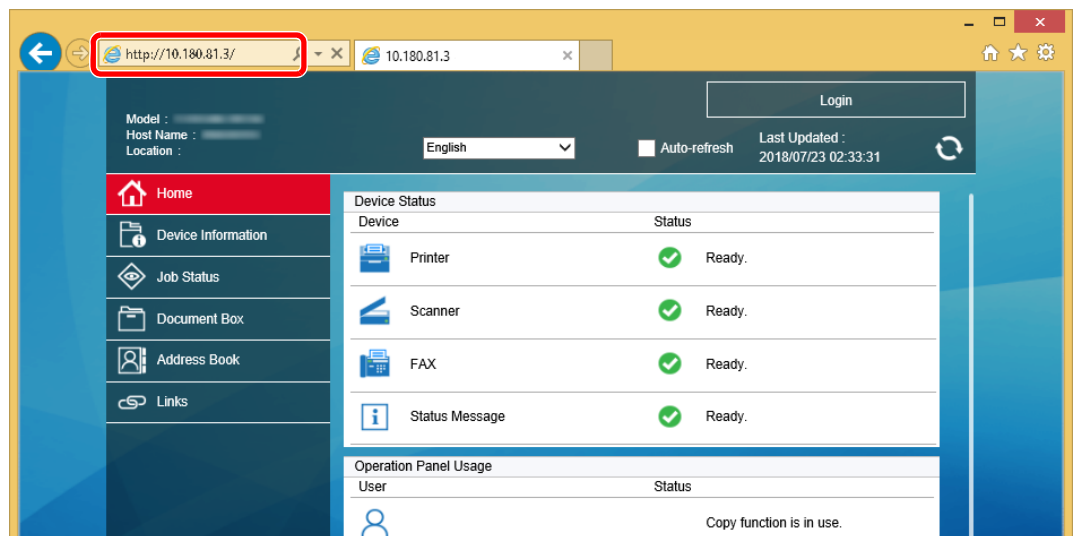 http://10.180.81.3/
10.180.81.3
Login
Model :
Host Name :
Location :
English
Auto-refresh
Last Updated :
2018/07/23 02:33:31
Home
Device Information
Job Status
Document Box
Address Book
Links
Device Status
Device Status
Printer Ready.
Scanner Ready.
FAX Ready.
Status Message Ready.
Operation Panel Usage
User Status
Copy function is in use.